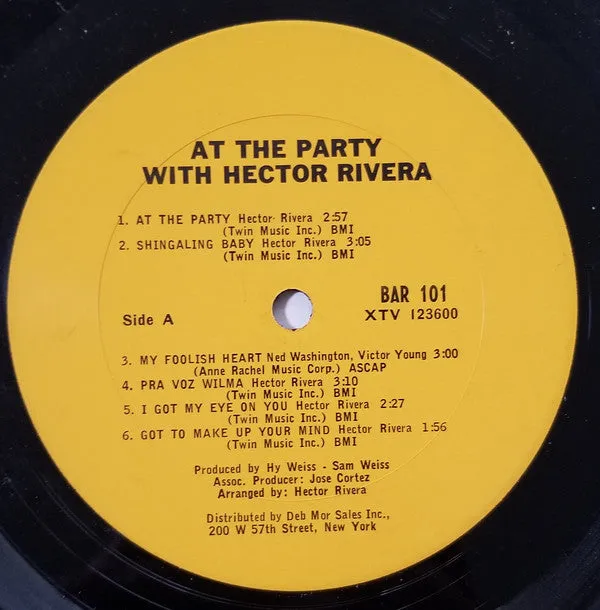 AT THE PARTY
WITH HECTOR RIVERA
1. AT THE PARTY Hector Rivera 2:57
(Twin Music Inc.) BMI
2. SHINGALING BABY Hector Rivera 3:05
(Twin Music Inc.) BMI
Side A
BAR 101
XTV 123600
3. MY FOOLISH HEART Ned Washington, Victor Young 3:00
(Anne Rachel Music Corp.) ASCAP
4. PRA VOZ WILMA Hector Rivera 3:10
(Twin Music Inc.) BMI
5. I GOT MY EYE ON YOU Hector Rivera 2:27
(Twin Music Inc.) BMI
6. GOT TO MAKE UP YOUR MIND Hector Rivera 1:56
(Twin Music Inc.) BMI
Produced by Hy Weiss - Sam Weiss
Assoc. Producer: Jose Cortez
Arranged by: Hector Rivera
Distributed by Deb Mor Sales Inc.,
200 W 57th Street, New York